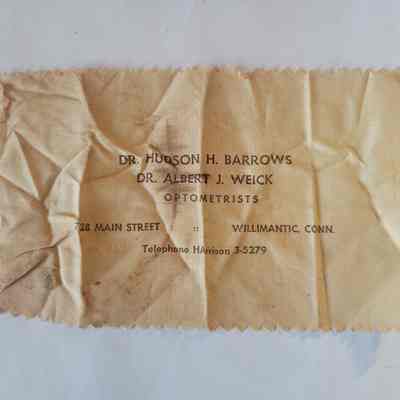 DR. HUDSON H. BARROWS
DR. ALBERT J. WEICK
OPTOMETRISTS
728 MAIN STREET :: WILLIMANTIC, CONN.
Telephone HArrison 3-5279